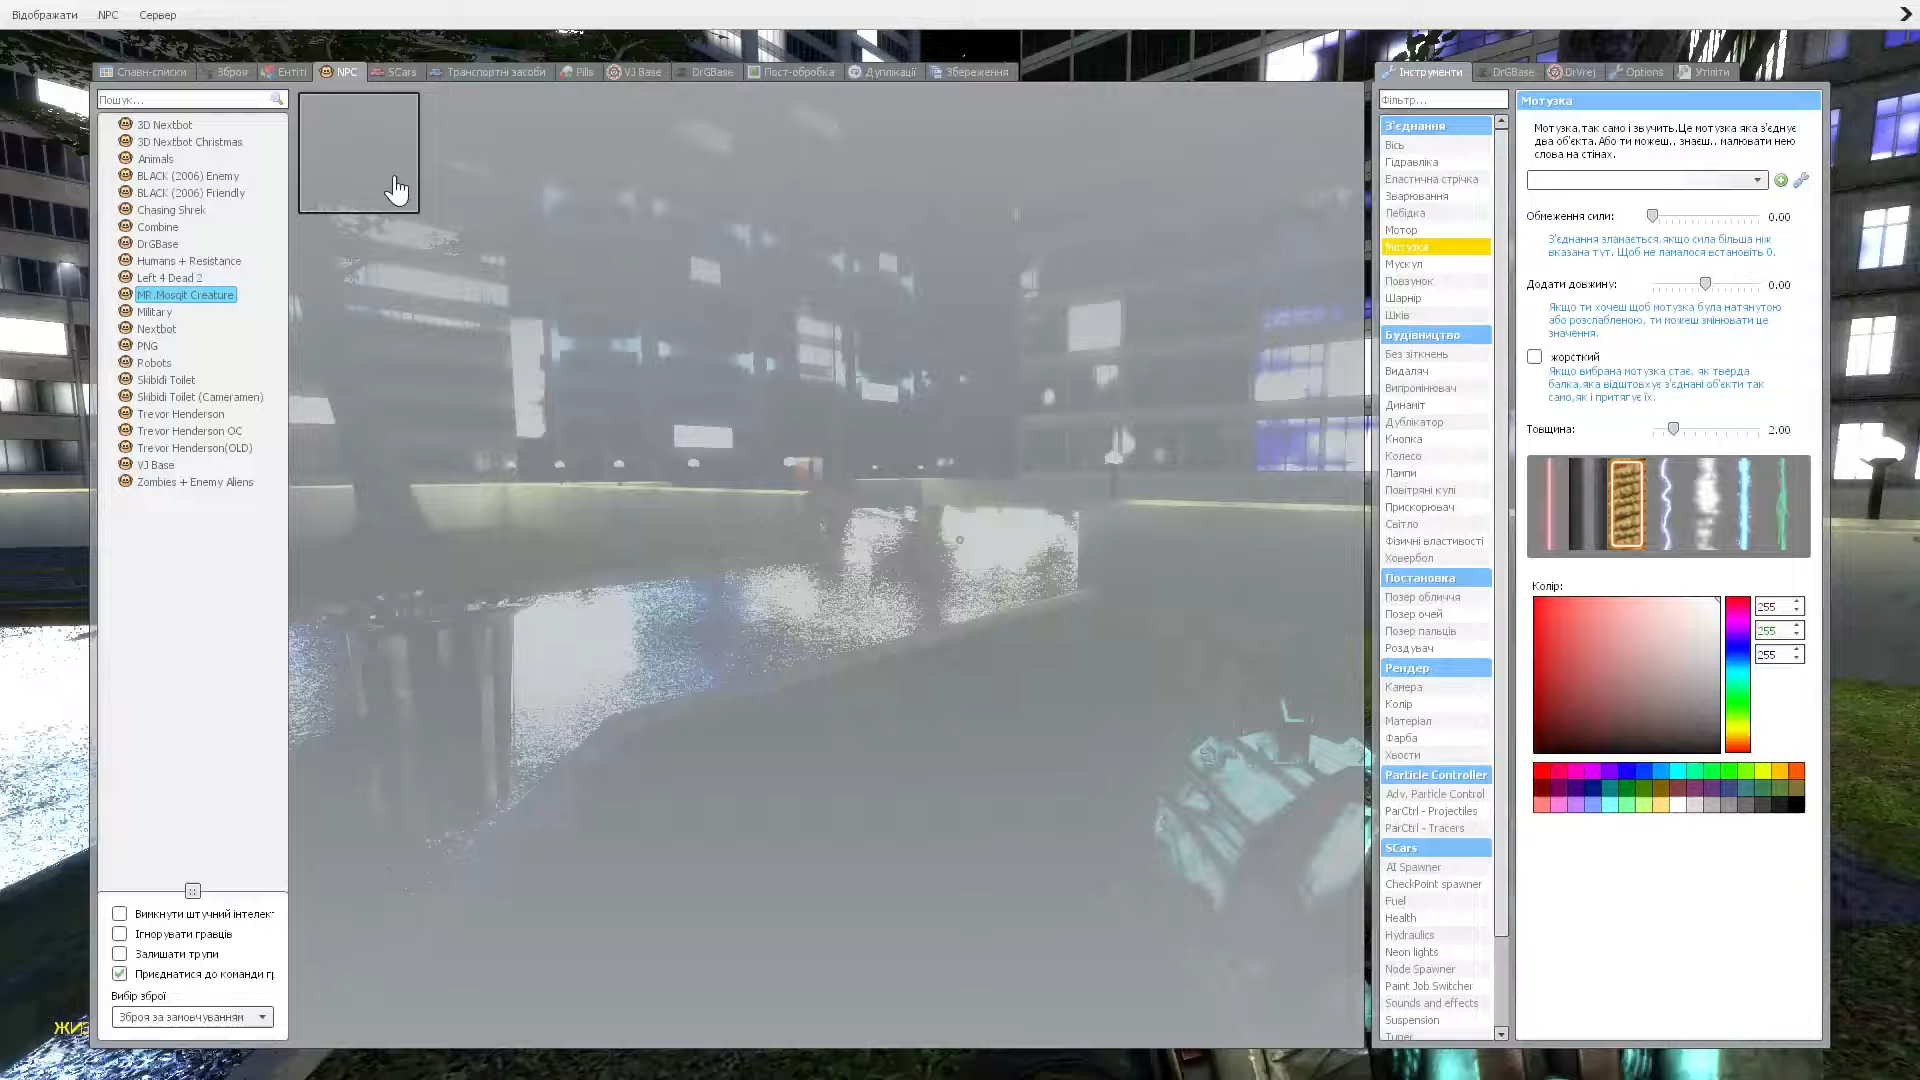 Відображати NPC Сервер
Спавн-списки Зброя Ентіті NPC SCars Транспортні засоби Pills VJ Base DrGBase Пост-обробка Дуплікації Збереження
Пошук...
3D Nextbot
3D Nextbot Christmas
Animals
BLACK (2006) Enemy
BLACK (2006) Friendly
Chasing Shrek
Combine
DrGBase
Humans + Resistance
Left 4 Dead 2
MR.Mosqit Creature
Military
Nextbot
PNG
Robots
Skibidi Toilet
Skibidi Toilet (Cameramen)
Trevor Henderson
Trevor Henderson OC
Trevor Henderson(OLD)
VJ Base
Zombies + Enemy Aliens
Вимкнути штучний інтелект
Ігнорувати гравців
Залишати трупи
Приєднатися до команди гр
Вибір зброї
Зброя за замовчуванням
Інструменти DrGBase DrVrej Options Утіліти
Фільтр...
З'єднання
Вісь
Гідравліка
Еластична стрічка
Зварювання
Лебідка
Мотор
Мотузка
Мускул
Повзунок
Шарнір
Шків
Будівництво
Без зіткнень
Видаляч
Випромінювач
Динаміт
Дублікатор
Кнопка
Колесо
Лампи
Повітряні кулі
Прискорювач
Світло
Фізичні властивості
Ховербол
Постановка
Позер обличчя
Позер очей
Позер пальців
Роздувач
Рендер
Камера
Колір
Матеріал
Фарба
Хвости
Particle Controller
Adv. Particle Control
ParCtrl - Projectiles
ParCtrl - Tracers
SCars
AI Spawner
CheckPoint spawner
Fuel
Health
Hydraulics
Neon lights
Node Spawner
Paint Job Switcher
Sounds and effects
Suspension
Tuner
Мотузка
Мотузка,так само і звучить.Це мотузка яка з'єднує
два об'єкта. Або ти можеш.. знаєш.. малювати нею
слова на стінах.
Обмеження сили: 0.00
З'єднання зламається,якщо сила більша ніж
вказана тут. Щоб не ламалося встановіть 0.
Додати довжину: 0.00
Якщо ти хочеш щоб мотузка була натянутою
або розслабленою, ти можеш змінювати це
значення.
жорсткий
Якщо вибрана мотузка стає, як тверда
балка,яка відштовхує з'єднані об'єкти так
само,як і притягує їх.
Товщина: 2.00
Колір:
255
255
255